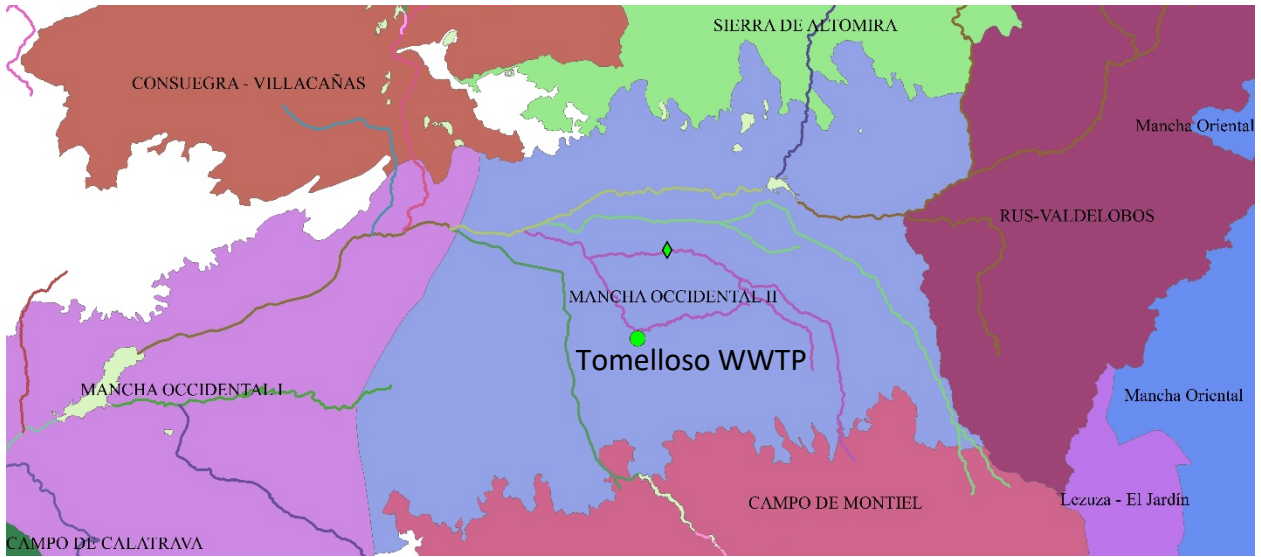 SIERRA DE ALTOMIRA
CONSUEGRA - VILLACAÑAS
Mancha Oriental
RUS-VALDELOBOS
MANCHA OCCIDENTAL II
Tomelloso WWTP
MANCHA OCCIDENTAL I
Mancha Oriental
CAMPO DE MONTIEL
Lezuza - El Jardín
CAMPO DE CALATRAVA